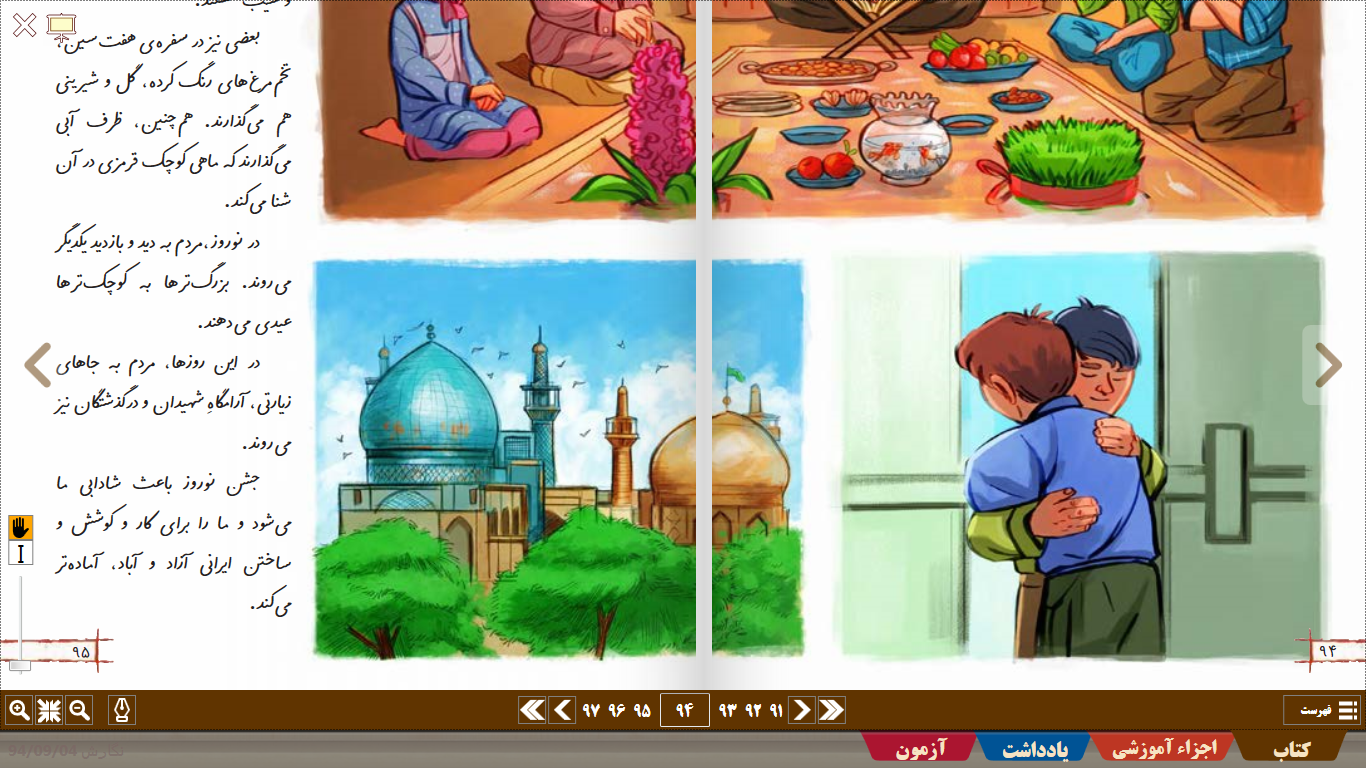 بعضی نیز در سفره‌ی هفت‌سین،
تخم‌مرغ‌های رنگ کرده، گل و شیرینی
هم می‌گذارند. هم‌چنین، ظرف آبی
می‌گذارند که ماهی کوچک قرمزی در آن
شنا می‌کند.
در نوروز،مردم به دید و بازدید یکدیگر
می‌روند. بزرگ‌ترها به کوچک‌ترها
عیدی می‌دهند.
در این روزها، مردم به جاهای
زیارتی، آرامگاهِ شهیدان و درگذشتگان نیز
می‌روند.
جشن نوروز باعث شادابی ما
می‌شود و ما را برای کار و کوشش و
ساختن ایرانی آزاد و آباد، آماده‌تر
می‌کند.
۹۴
۹۵
فهرست
۹۱ ۹۲ ۹۳ ۹۴ ۹۵ ۹۶ ۹۷
کتاب
اجزاء آموزشی
یادداشت
آزمون
نگارش 94/09/04